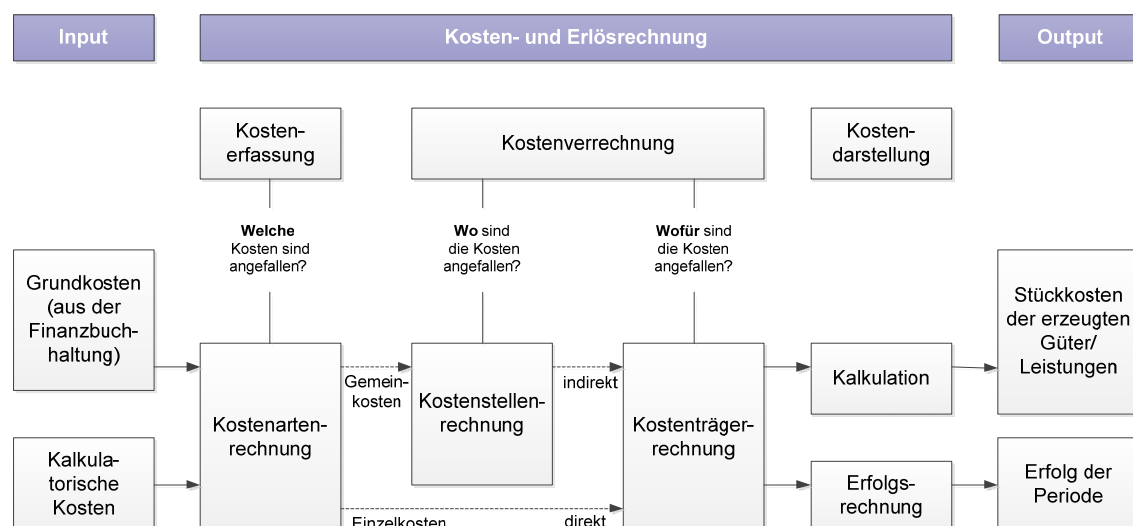 Input
Kosten- und Erlösrechnung
Output
Kosten-
erfassung
Kostenverrechnung
Kosten-
darstellung
Welche
Kosten sind
angefallen?
Wo sind
die Kosten
angefallen?
Wofür sind
die Kosten
angefallen?
Grundkosten
(aus der
Finanzbuch-
haltung)
Stückkosten
der erzeugten
Güter/
Leistungen
Kostenarten-
rechnung
Gemein-
kosten
Kostenstellen-
rechnung
indirekt
Kostenträger-
rechnung
Kalkulation
Kalkula-
torische
Kosten
Erfolgs-
rechnung
Erfolg der
Periode
Einzelkosten
direkt